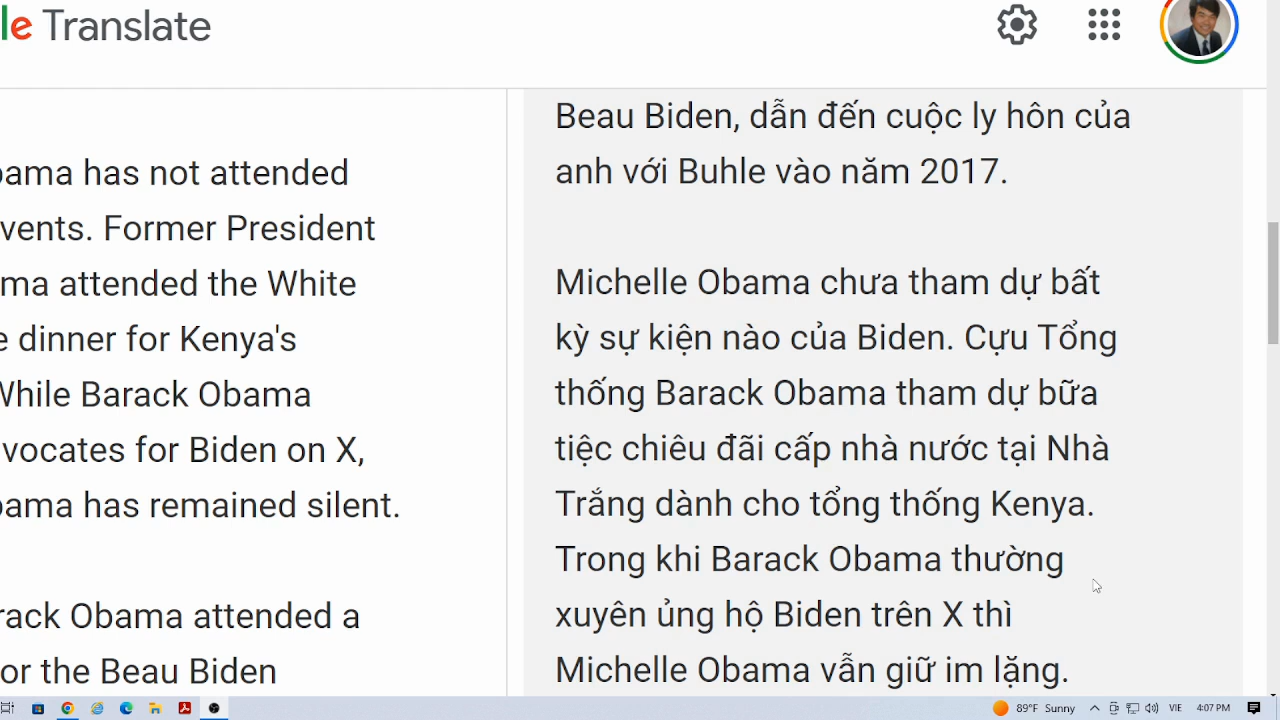 le Translate
bama has not attended
vents. Former President
ma attended the White
e dinner for Kenya's
While Barack Obama
vocates for Biden on X,
bama has remained silent.
rack Obama attended a
or the Beau Biden
Beau Biden, dẫn đến cuộc ly hôn của
anh với Buhle vào năm 2017.
Michelle Obama chưa tham dự bất
kỳ sự kiện nào của Biden. Cựu Tổng
thống Barack Obama tham dự bữa
tiệc chiêu đãi cấp nhà nước tại Nhà
Trắng dành cho tổng thống Kenya.
Trong khi Barack Obama thường
xuyên ủng hộ Biden trên X thì
Michelle Obama vẫn giữ im lặng.
89°F Sunny VIE 4:07 PM